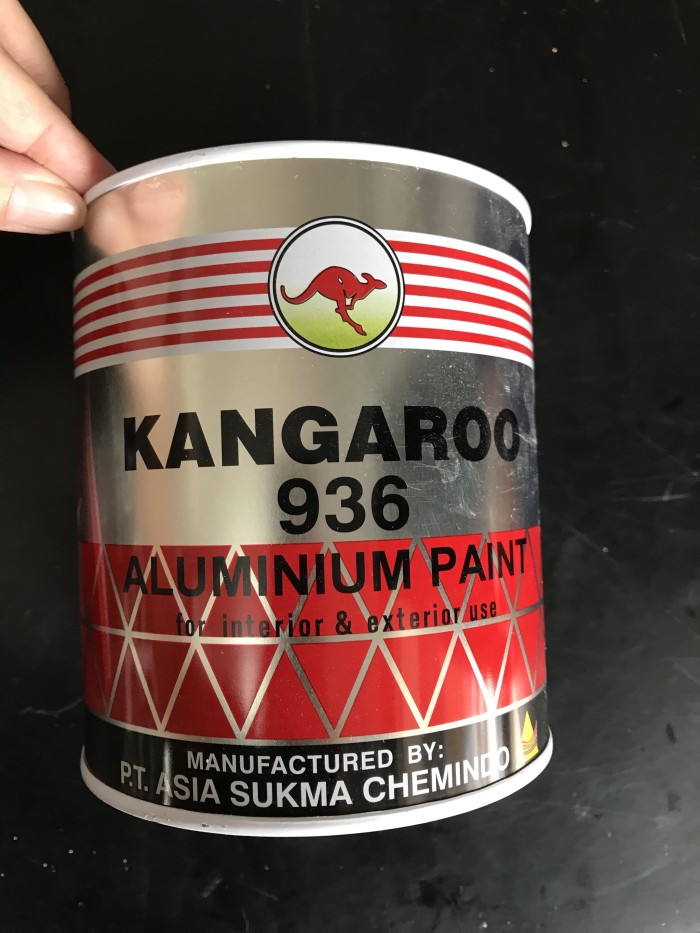 KANGAROO
936
ALUMINIUM PAINT
for interior & exterior use
MANUFACTURED BY:
P.T. ASIA SUKMA CHEMINDO